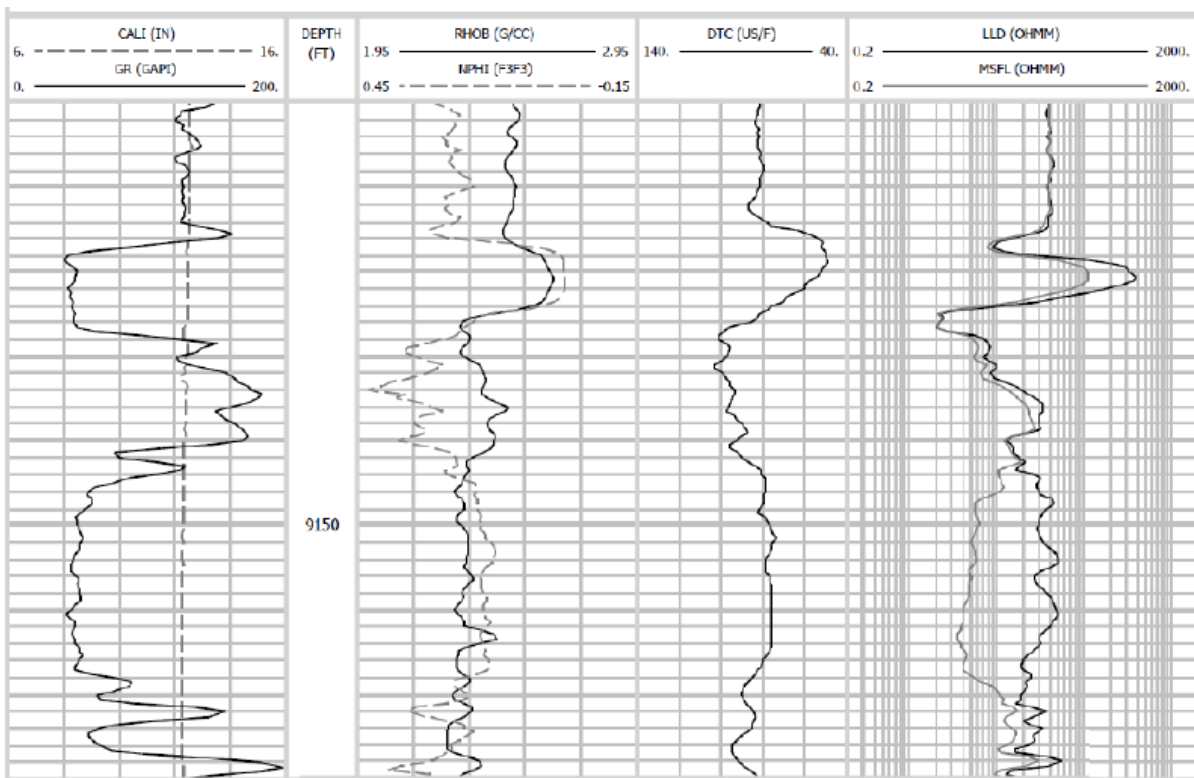 CALI (IN)
6. 16.
GR (GAPI)
0. 200.
DEPTH
(FT)
RHOB (G/CC)
1.95 2.95
NPHI (F3F3)
0.45 -0.15
DTC (US/F)
140. 40.
LLD (OHMM)
0.2 2000.
MSFL (OHMM)
0.2 2000.
9150